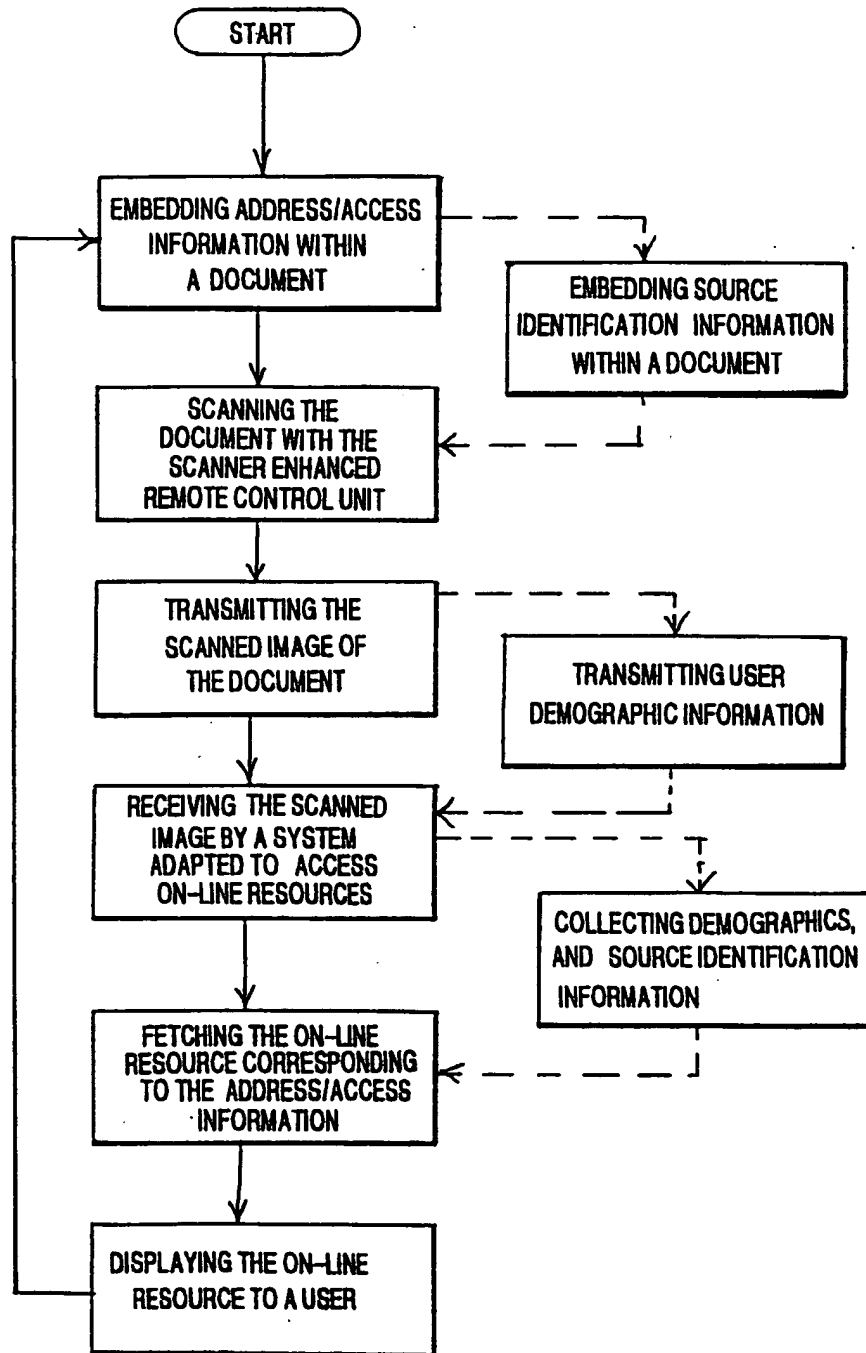 START
EMBEDDING ADDRESS/ACCESS
INFORMATION WITHIN
A DOCUMENT
EMBEDDING SOURCE
IDENTIFICATION INFORMATION
WITHIN A DOCUMENT
SCANNING THE
DOCUMENT WITH THE
SCANNER ENHANCED
REMOTE CONTROL UNIT
TRANSMITTING THE
SCANNED IMAGE OF
THE DOCUMENT
TRANSMITTING USER
DEMOGRAPHIC INFORMATION
RECEIVING THE SCANNED
IMAGE BY A SYSTEM
ADAPTED TO ACCESS
ON-LINE RESOURCES
COLLECTING DEMOGRAPHICS,
AND SOURCE IDENTIFICATION
INFORMATION
FETCHING THE ON-LINE
RESOURCE CORRESPONDING
TO THE ADDRESS/ACCESS
INFORMATION
DISPLAYING THE ON-LINE
RESOURCE TO A USER